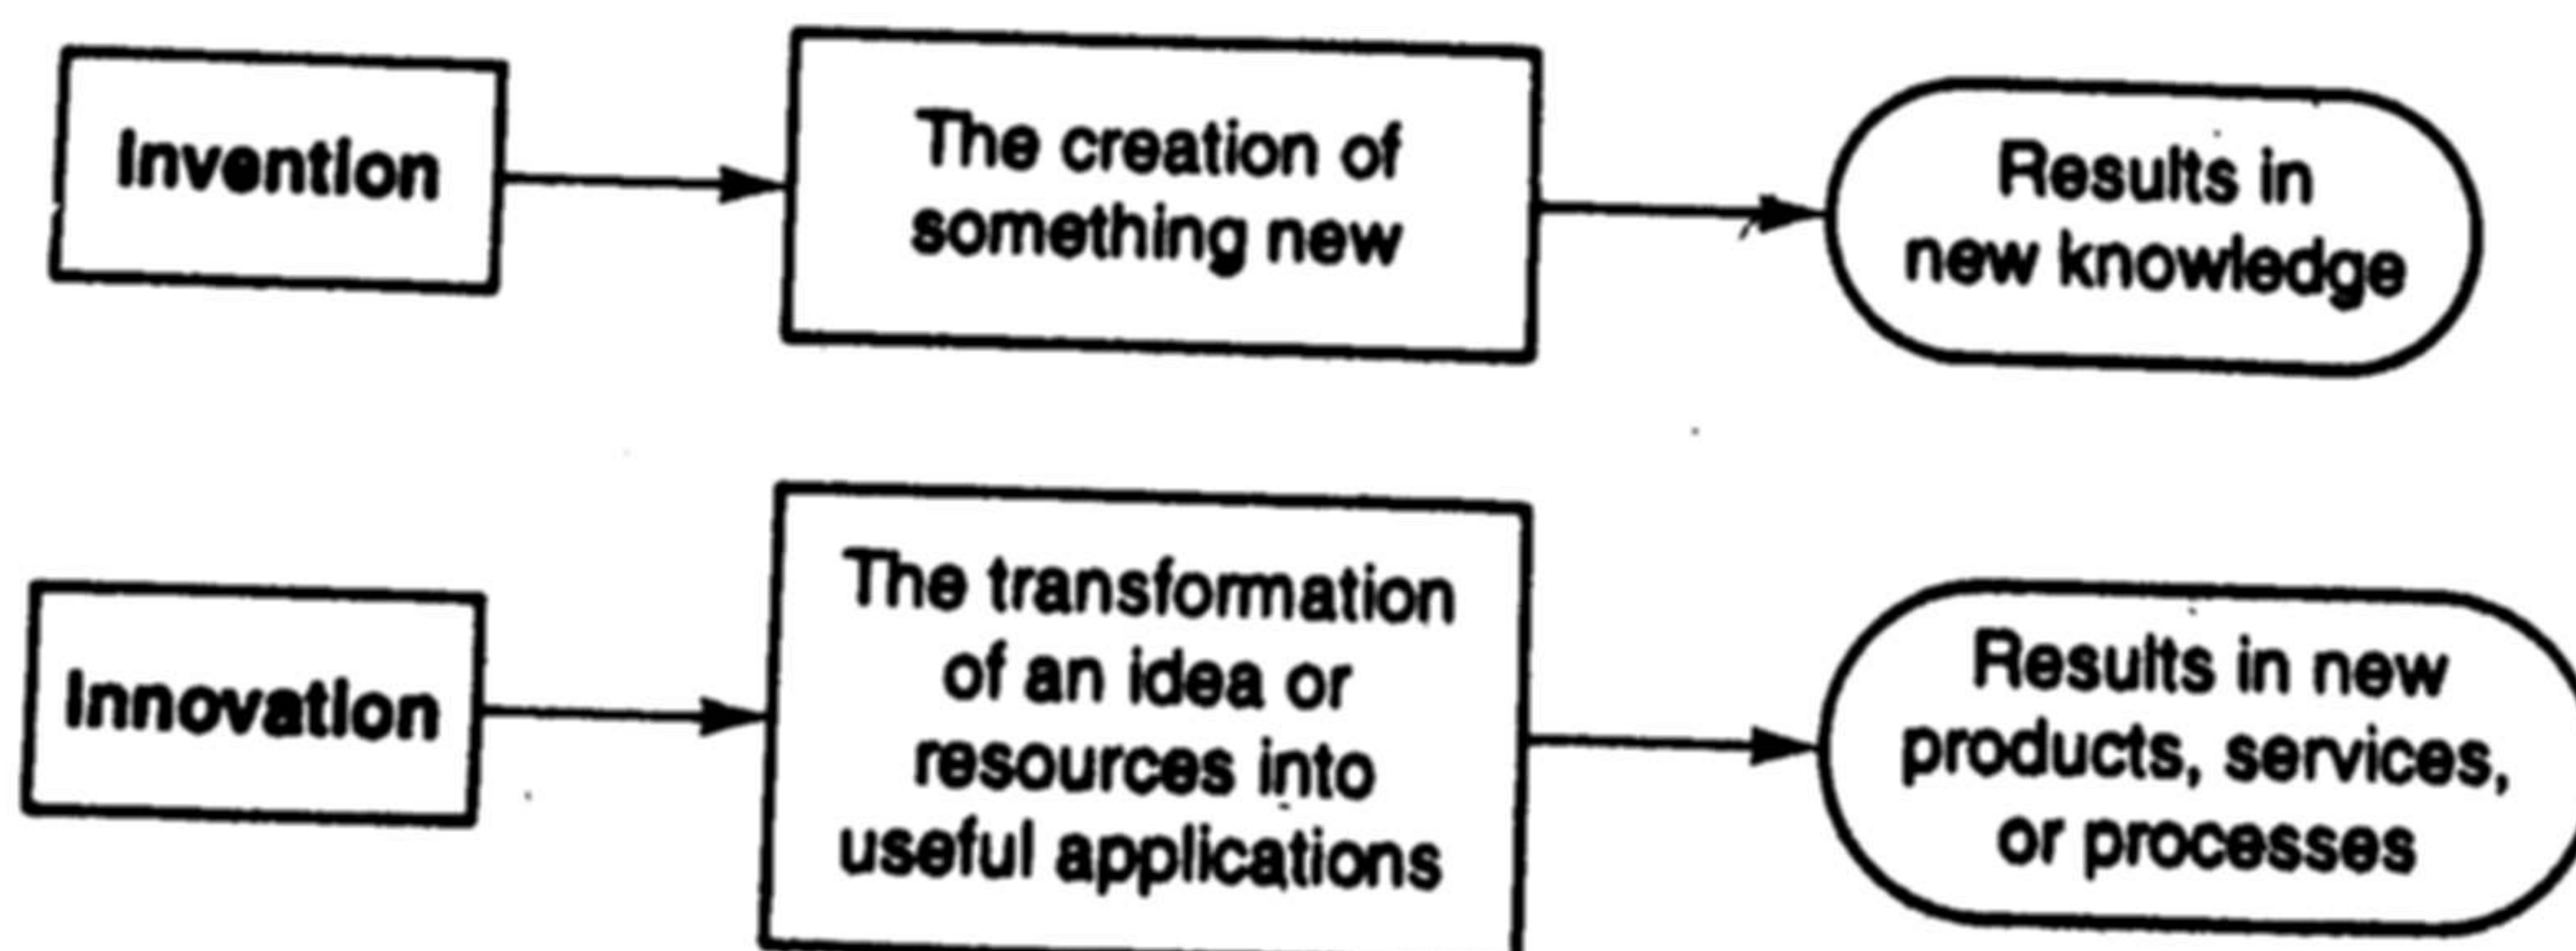 Invention
The creation of
something new
Results in
new knowledge
Innovation
The transformation
of an idea or
resources into
useful applications
Results in new
products, services,
or processes